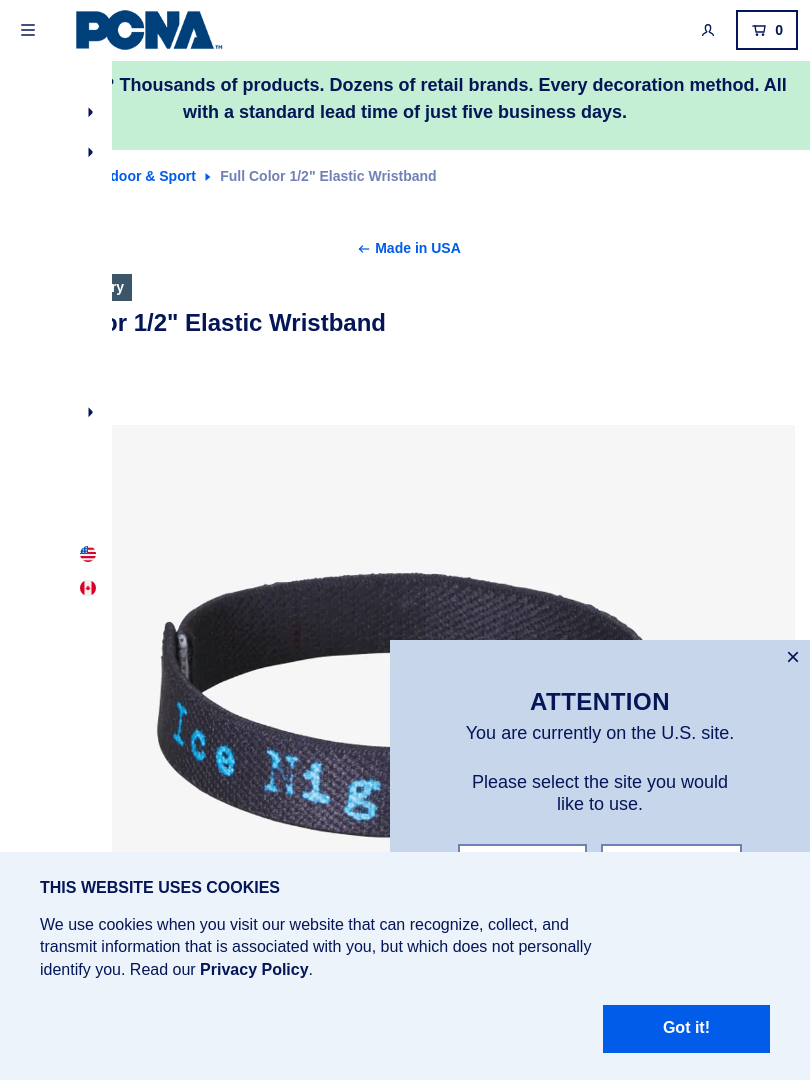 PCNA™
0
? Thousands of products. Dozens of retail brands. Every decoration method. All
with a standard lead time of just five business days.
door & Sport Full Color 1/2" Elastic Wristband
← Made in USA
ry
or 1/2" Elastic Wristband
Ice Nig
ATTENTION
You are currently on the U.S. site.
Please select the site you would
like to use.
THIS WEBSITE USES COOKIES
We use cookies when you visit our website that can recognize, collect, and
transmit information that is associated with you, but which does not personally
identify you. Read our Privacy Policy.
Got it!